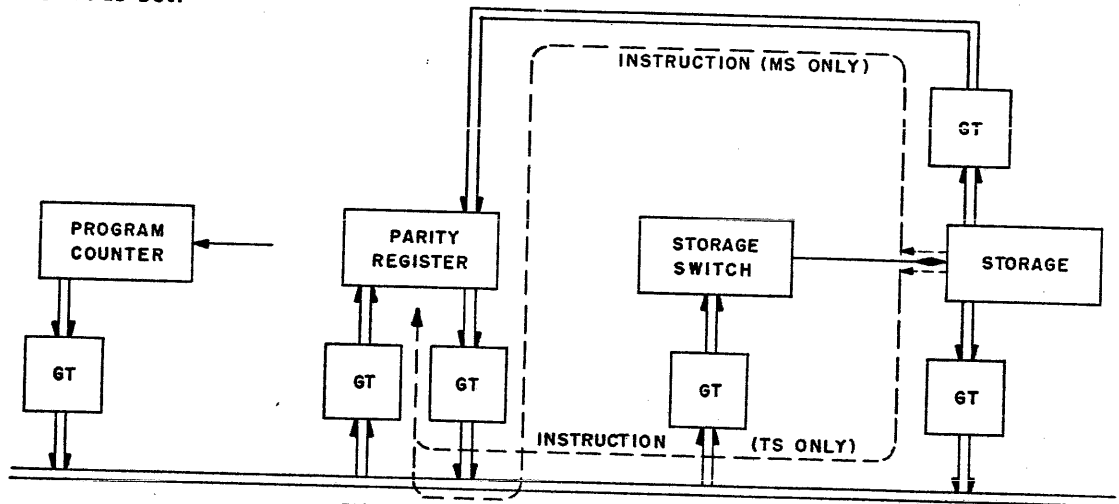 INSTRUCTION (MS ONLY)
GT
PROGRAM
COUNTER
PARITY
REGISTER
STORAGE
SWITCH
STORAGE
GT
GT
GT
GT
GT
INSTRUCTION (TS ONLY)